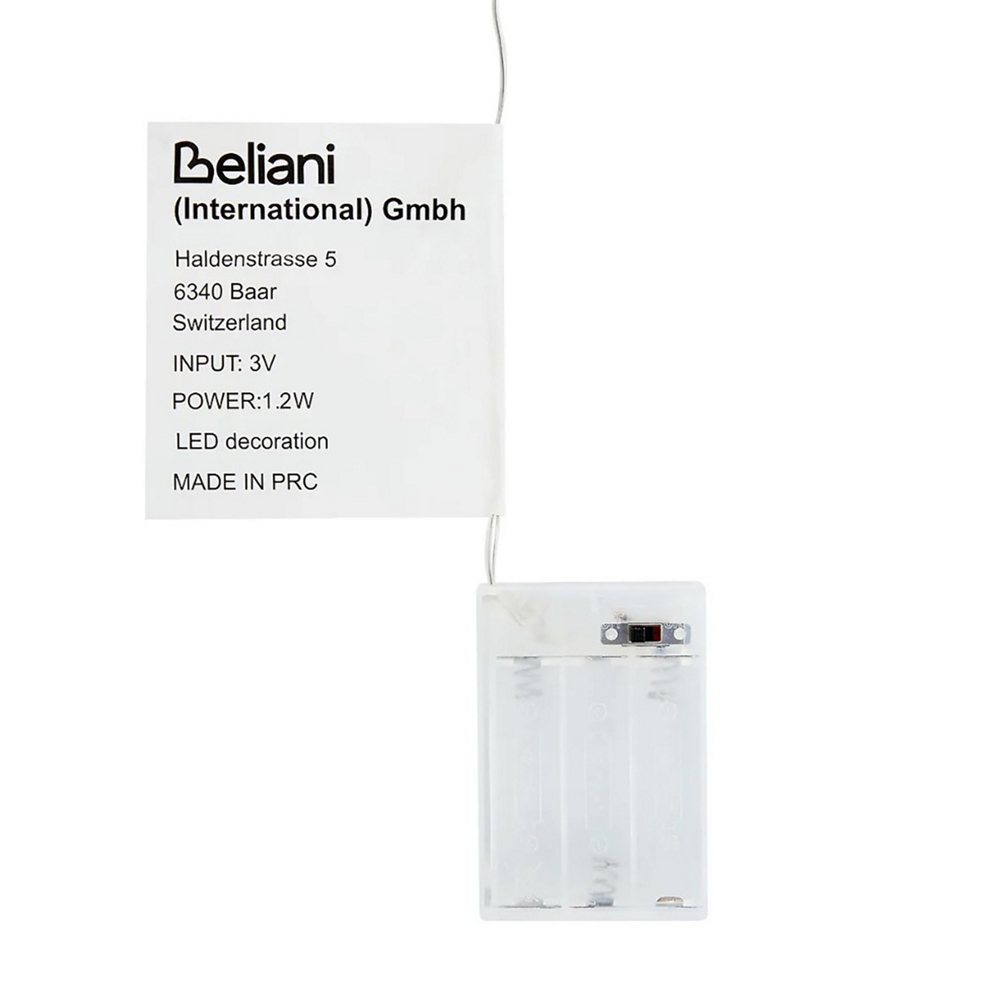 Beliani
(International) Gmbh
Haldenstrasse 5
6340 Baar
Switzerland
INPUT: 3V
POWER:1.2W
LED decoration
MADE IN PRC